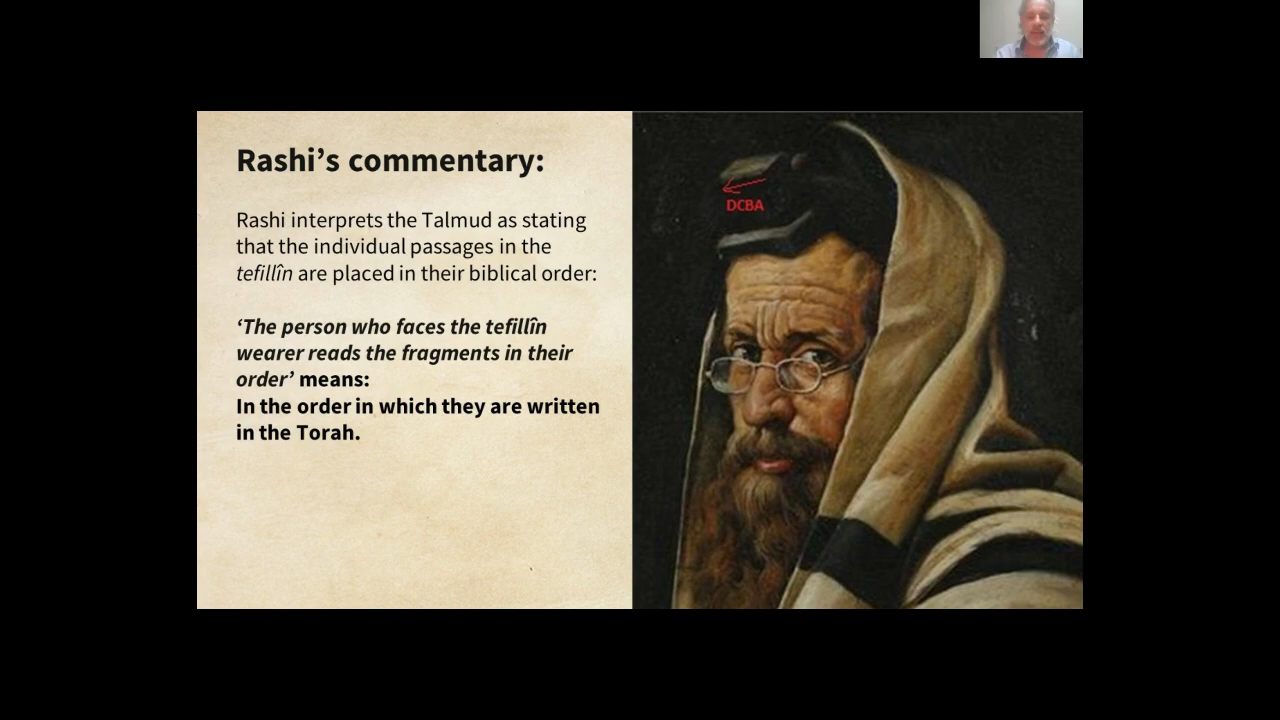 Rashi’s commentary:
Rashi interprets the Talmud as stating
that the individual passages in the
tefillîn are placed in their biblical order:
‘The person who faces the tefillîn
wearer reads the fragments in their
order’ means:
In the order in which they are written
in the Torah.
DCBA